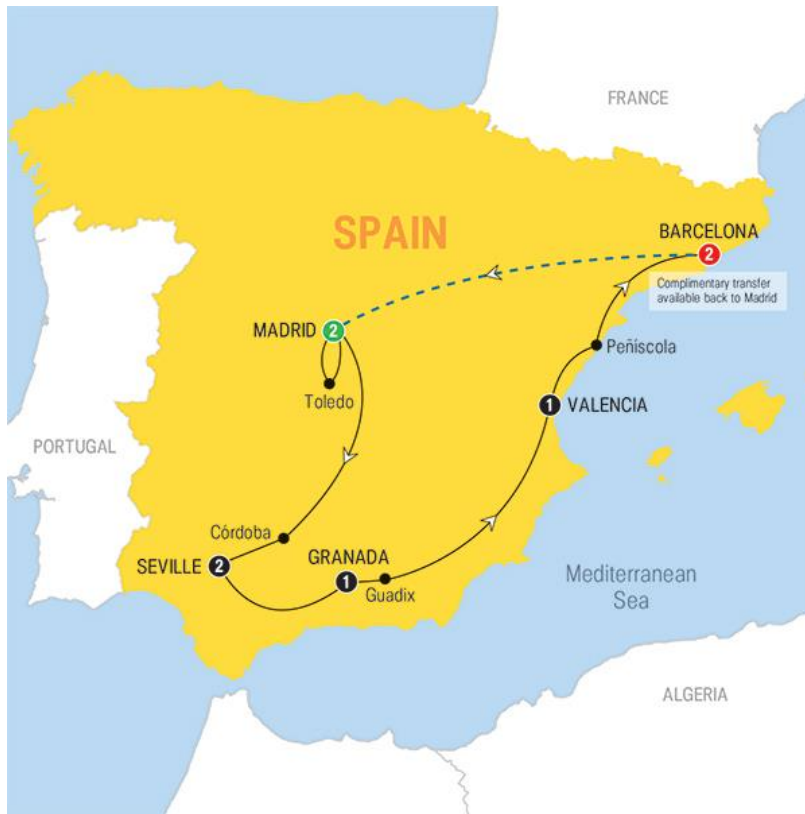 FRANCE
BARCELONA
2
SPAIN
Complimentary transfer
available back to Madrid
MADRID
2
Peñíscola
Toledo
1
VALENCIA
PORTUGAL
Córdoba
SEVILLE
2
GRANADA
1
Guadix
Mediterranean
Sea
ALGERIA